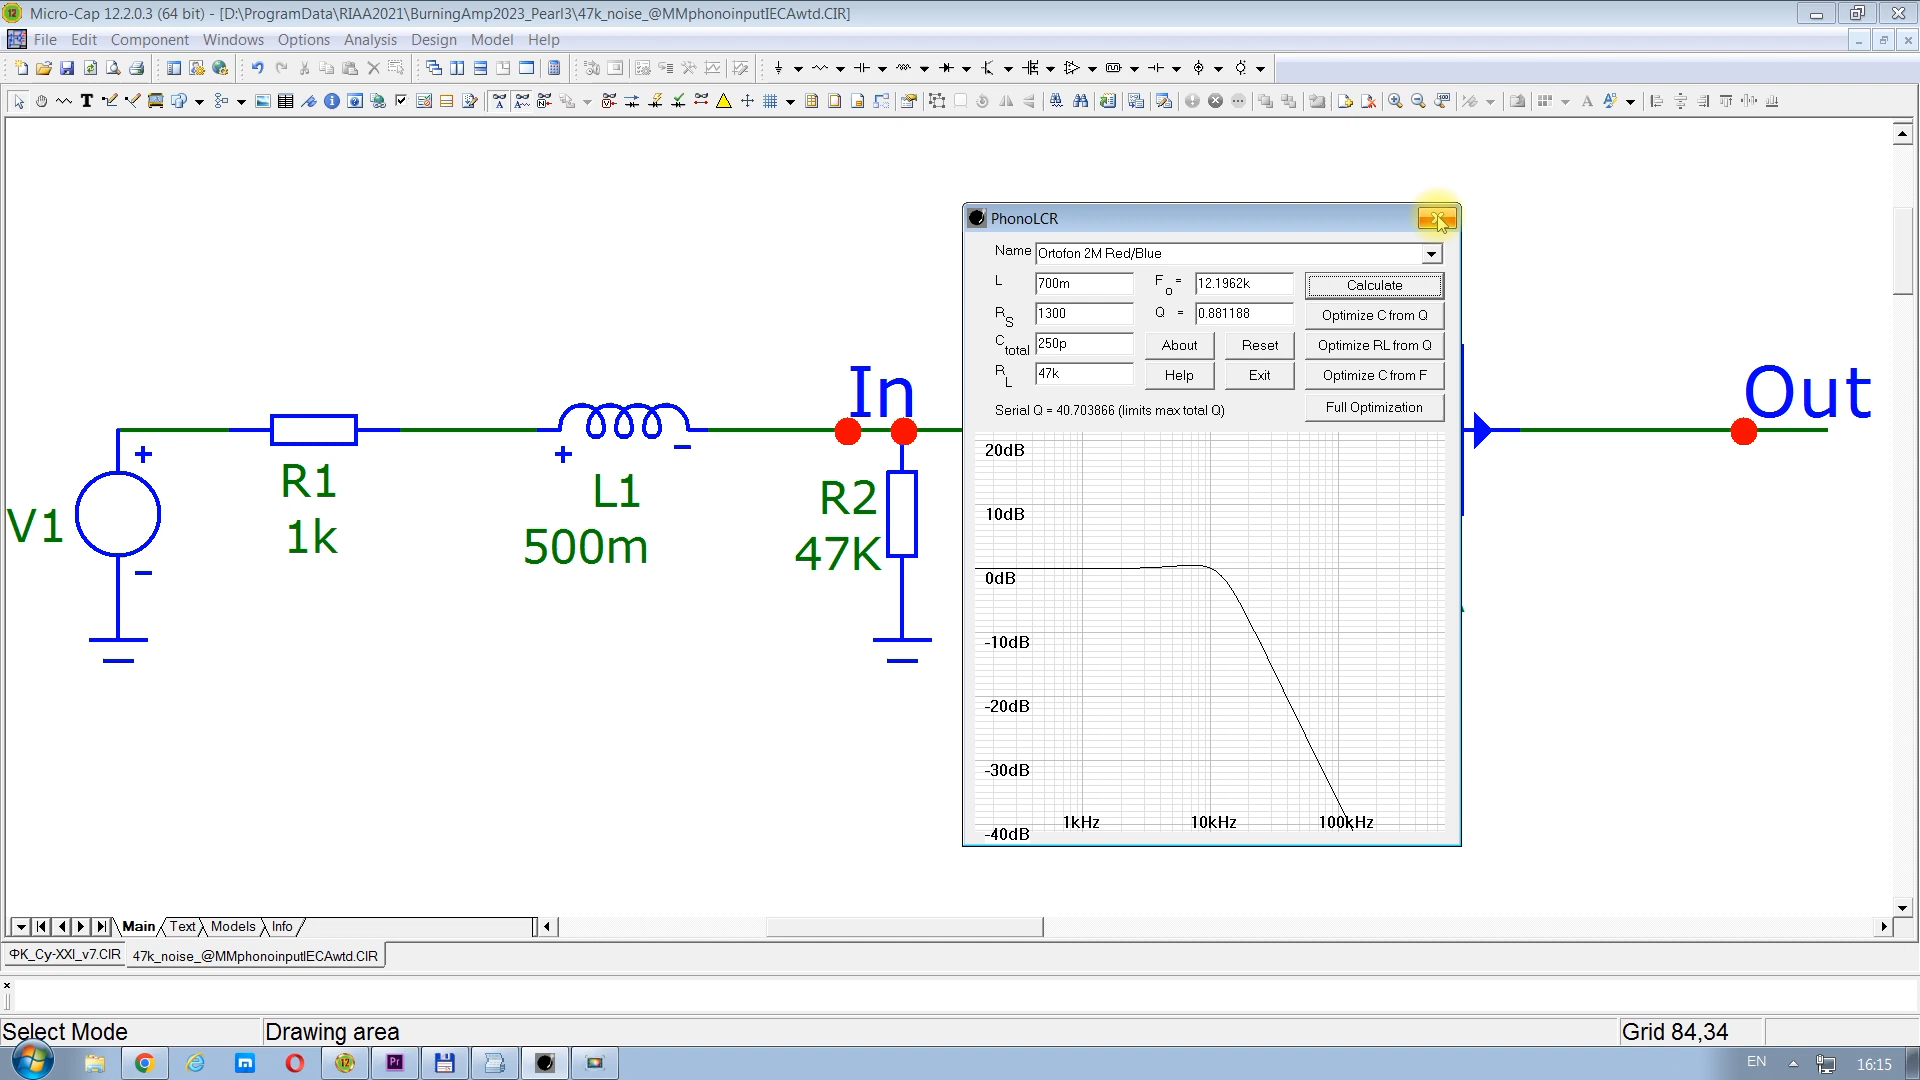 Micro-Cap 12.2.0.3 (64 bit) - [D:\ProgramData\RIAA2021\BurningAmp2023_Pearl3\47k_noise_@MMphonoinputIECAwtd.CIR]
File Edit Component Windows Options Analysis Design Model Help
PhonoLCR
Name Ortofon 2M Red/Blue
L 700m Fo = 12.1962k Calculate
RS 1300 Q = 0.881188 Optimize C from Q
Ctotal 250p About Reset Optimize RL from Q
RL 47k Help Exit Optimize C from F
Serial Q = 40.703866 (limits max total Q) Full Optimization
20dB
10dB
0dB
-10dB
-20dB
-30dB
-40dB
1kHz 10kHz 100kHz
In
Out
+
+ −
R1
1k
L1
500m
V1
R2
47K
−
Main Text Models Info
ФК_Су-XXI_v7.CIR 47k_noise_@MMphonoinputIECAwtd.CIR
Select Mode Drawing area Grid 84,34
EN 16:15